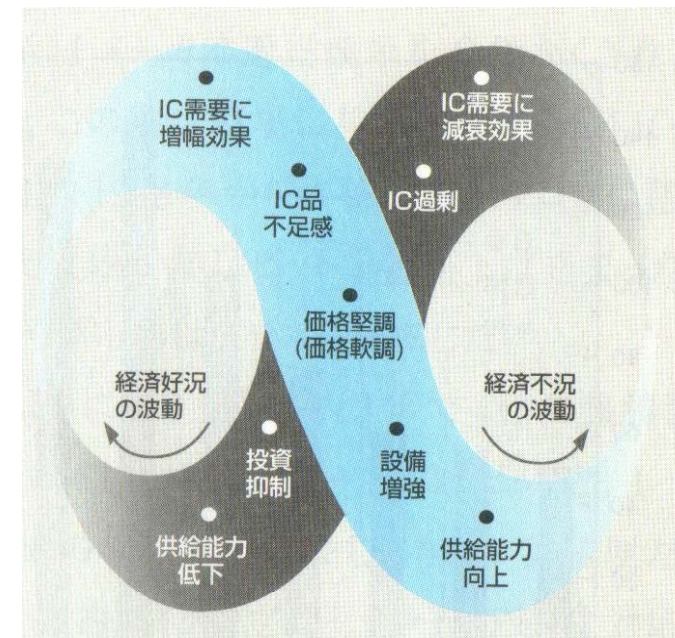 IC需要に
増幅効果
IC需要に
減衰効果
IC品
不足感
IC過剰
価格堅調
(価格軟調)
経済好況
の波動
経済不況
の波動
投資
抑制
設備
増強
供給能力
低下
供給能力
向上